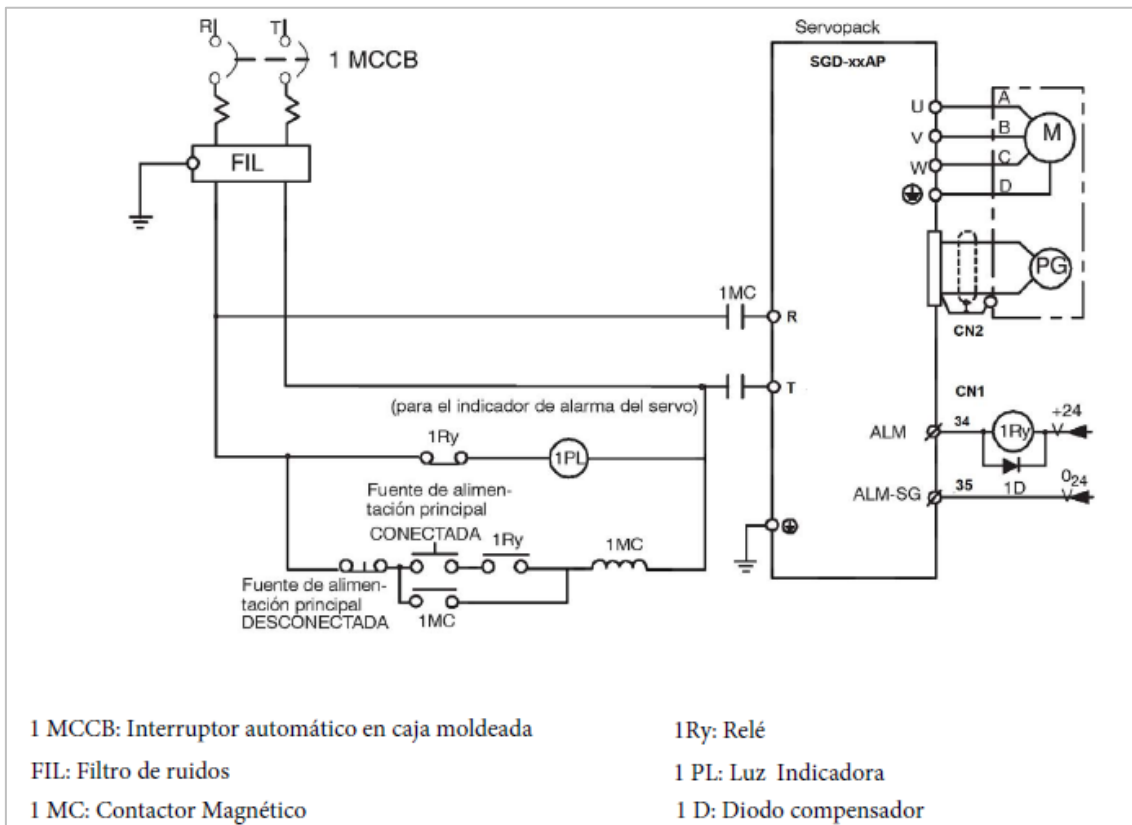 R
T
1 MCCB
FIL
Servopack
SGD-xxAP
U
V
W
A
B
C
D
M
PG
CN2
1MC
R
T
(para el indicador de alarma del servo)
1Ry
1PL
Fuente de alimen-
tación principal
CONECTADA
1Ry
1MC
Fuente de alimen-
tación principal
DESCONECTADA
1MC
CN1
ALM
34
1Ry
+24
V
ALM-SG
35
1D
024
V
1 MCCB: Interruptor automático en caja moldeada
FIL: Filtro de ruidos
1 MC: Contactor Magnético
1Ry: Relé
1 PL: Luz Indicadora
1 D: Diodo compensador